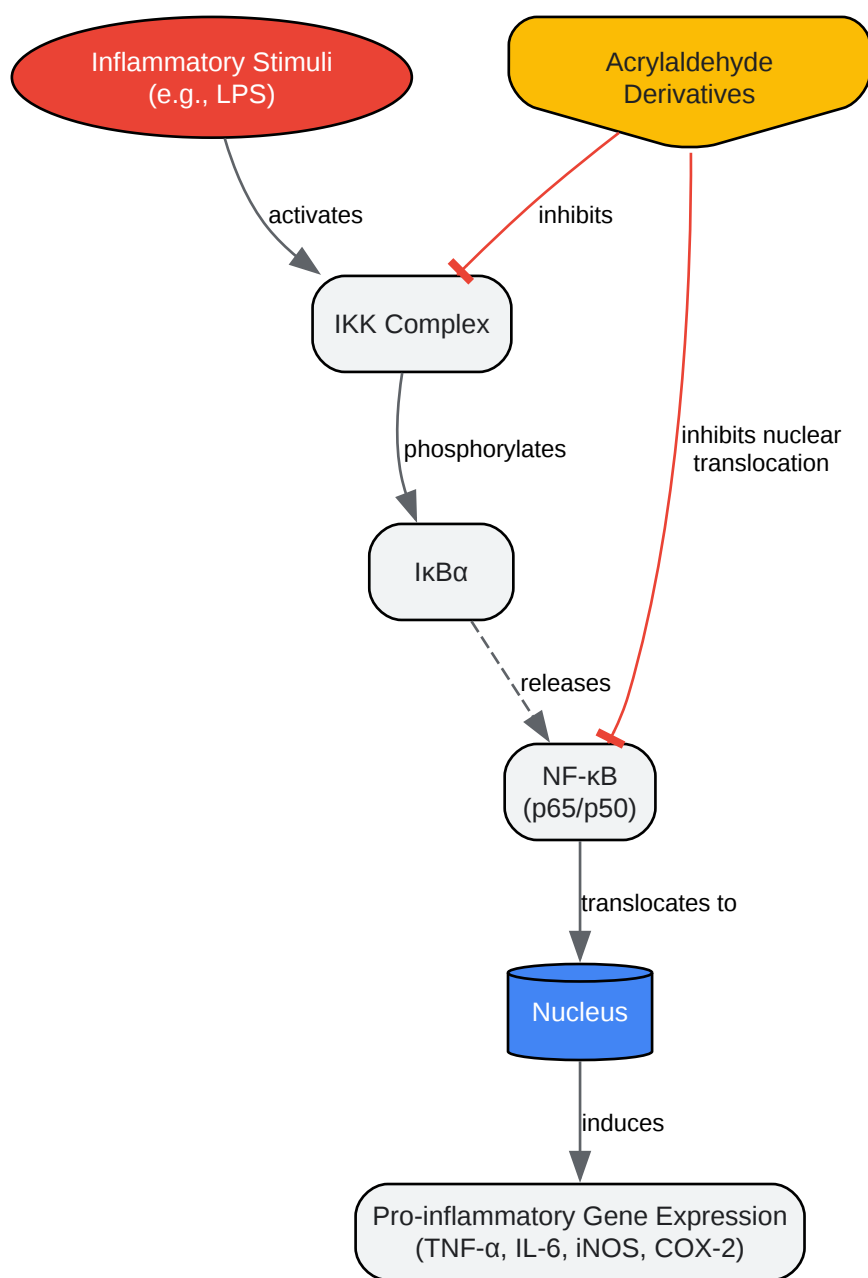 Inflammatory Stimuli
(e.g., LPS)
Acrylaldehyde
Derivatives
activates
inhibits
IKK Complex
phosphorylates
inhibits nuclear
translocation
IκBα
releases
NF-κB
(p65/p50)
translocates to
Nucleus
induces
Pro-inflammatory Gene Expression
(TNF-α, IL-6, iNOS, COX-2)